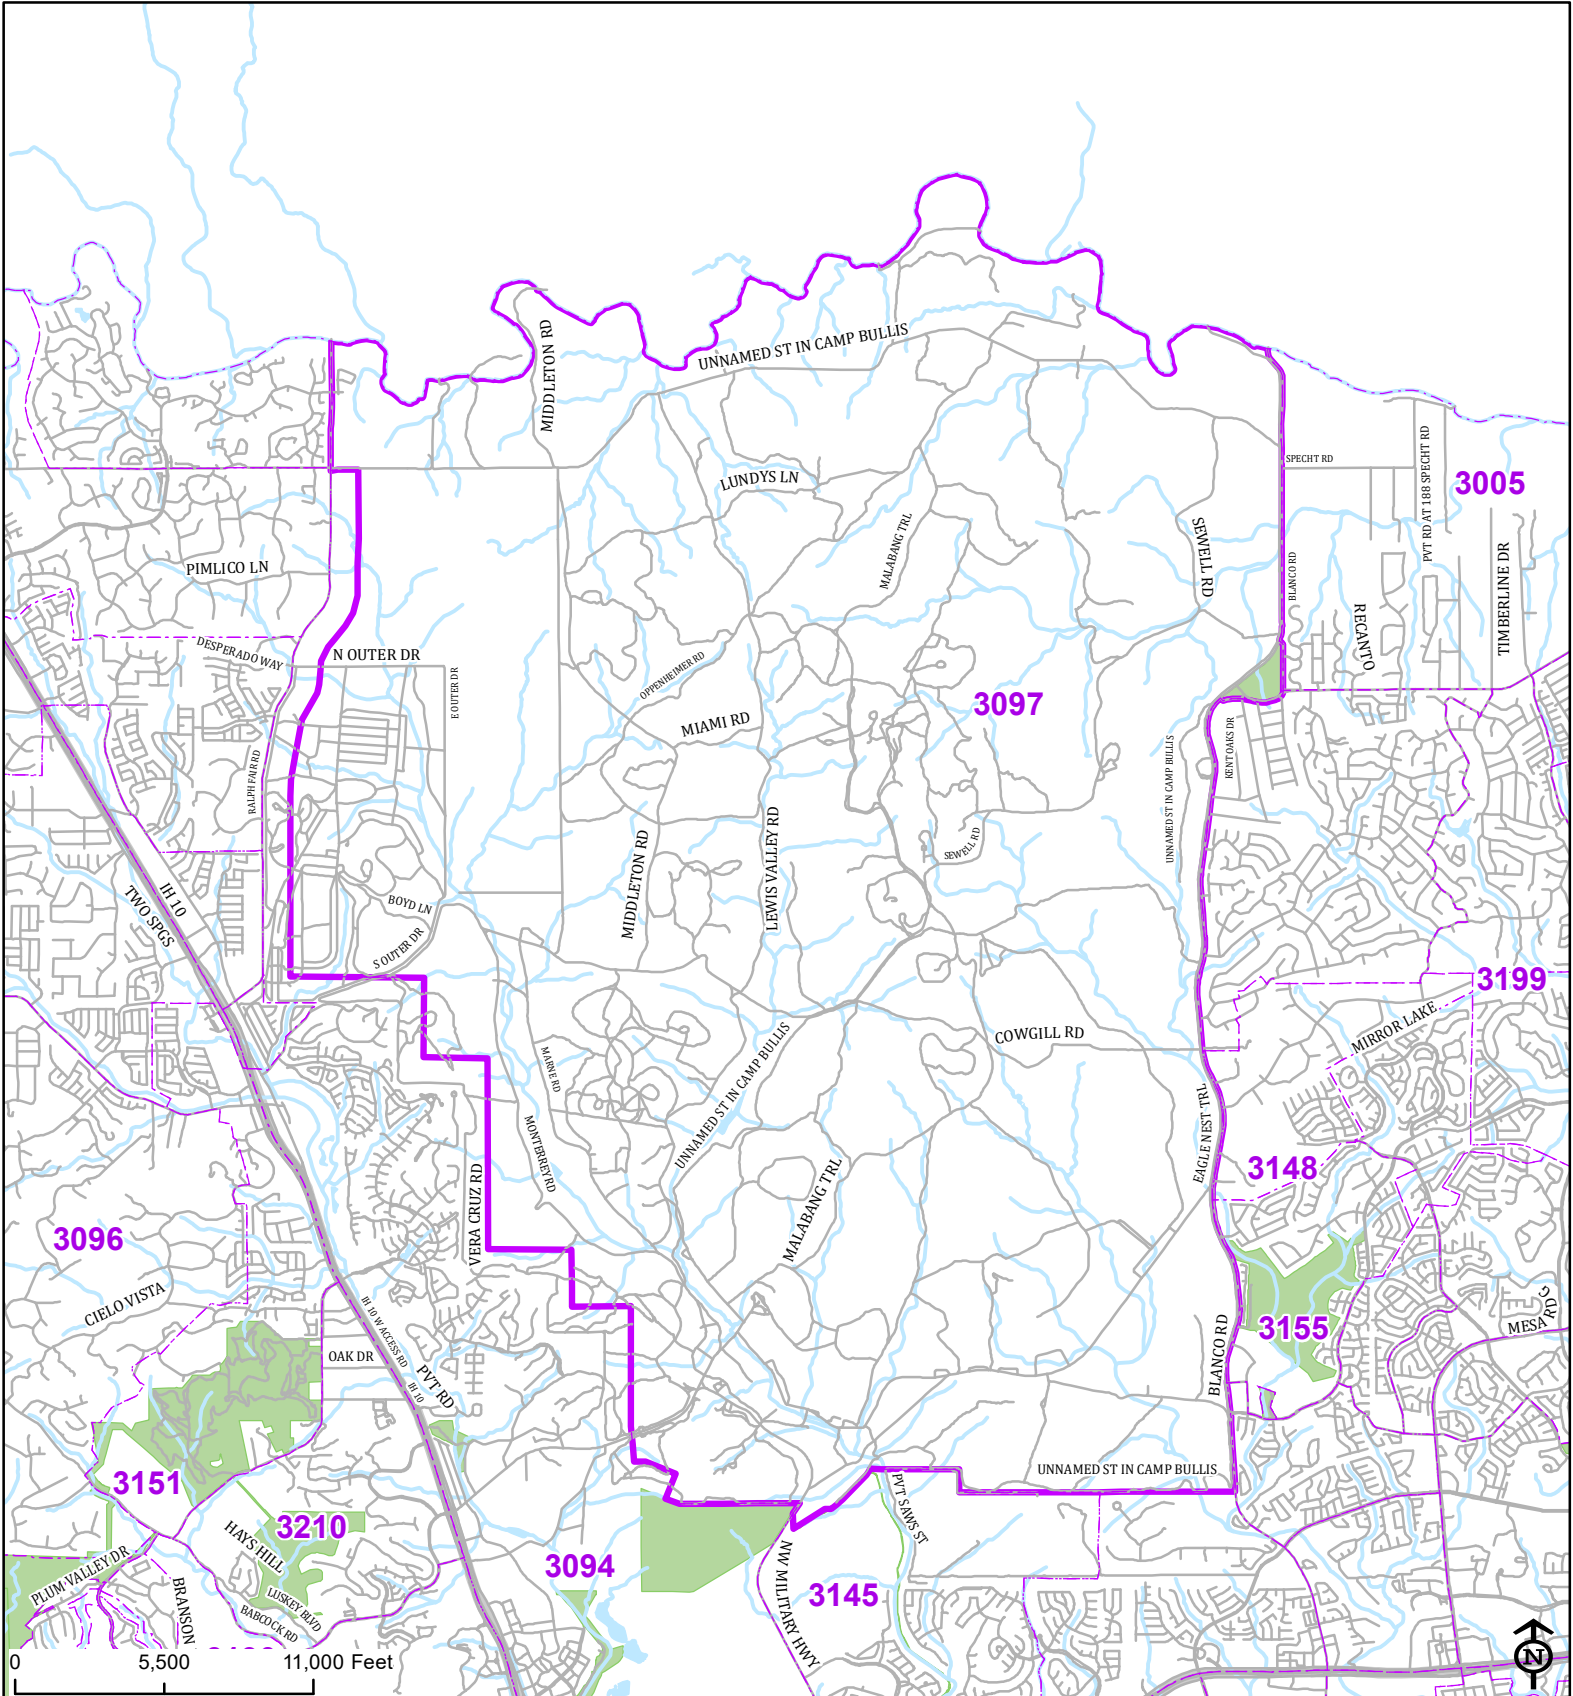 MIDDLETON RD
UNNAMED ST IN CAMP BULLIS
SPECHT RD
PVT RD AT 188 SPECHT RD
3005
LUNDYS LN
MALABANG TRL
SEWELL RD
BLANCO RD
TIMBERLINE DR
RECANTO
PIMLICO LN
DESPERADO WAY
N OUTER DR
E OUTER DR
OPPENHEIMER RD
MIAMI RD
3097
KENT OAKS DR
UNNAMED ST IN CAMP BULLIS
RALPH FAIR RD
LEWIS VALLEY RD
MIDDLETON RD
SEWELL RD
IH 10
TWO SPGS
BOYD LN
S OUTER DR
3199
MIRROR LAKE
COWGILL RD
MARNE RD
UNNAMED ST IN CAMP BULLIS
MONTERREY RD
EAGLE NEST TRL
3148
VERA CRUZ RD
MALABANG TRL
3096
CIELO VISTA
IH 10 W ACCESS RD
IH 10
PVT RD
OAK DR
3155
MESA RDG
BLANCO RD
UNNAMED ST IN CAMP BULLIS
3151
PVT SAWS ST
3210
HAYS HILL
3094
3145
NW MILITARY HWY
PLUM VALLEY DR
BRANSON
LUSKEY BLVD
BABCOCK RD
0 5,500 11,000 Feet
N